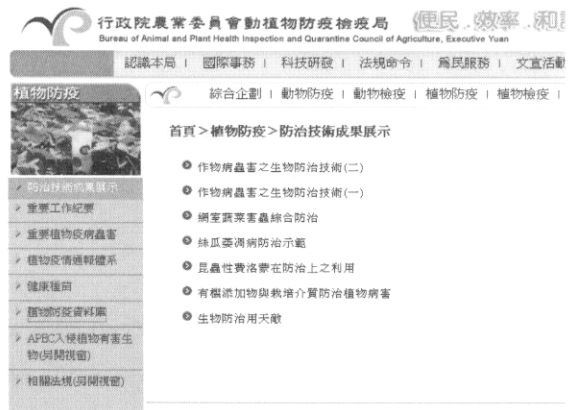 行政院農業委員會動植物防疫檢疫局
便民．效率．和
Bureau of Animal and Plant Health Inspection and Quarantine Council of Agriculture, Executive Yuan
認識本局 | 國際事務 | 科技研發 | 法規命令 | 為民服務 | 文宣活動
植物防疫
綜合企劃 | 動物防疫 | 動物檢疫 | 植物防疫 | 植物檢疫 |
首頁>植物防疫>防治技術成果展示
作物病蟲害之生物防治技術(二)
作物病蟲害之生物防治技術(一)
網室蔬菜害蟲綜合防治
絲瓜萎凋病防治示範
昆蟲性費洛蒙在防治上之利用
有機添加物與栽培介質防治植物病害
生物防治用天敵
防治技術成果展示
重要工作紀要
重要植物疫病蟲害
植物疫情通報體系
健康種苗
植物防疫資料庫
APEC入侵植物有害生
物(另開視窗)
相關法規(另開視窗)